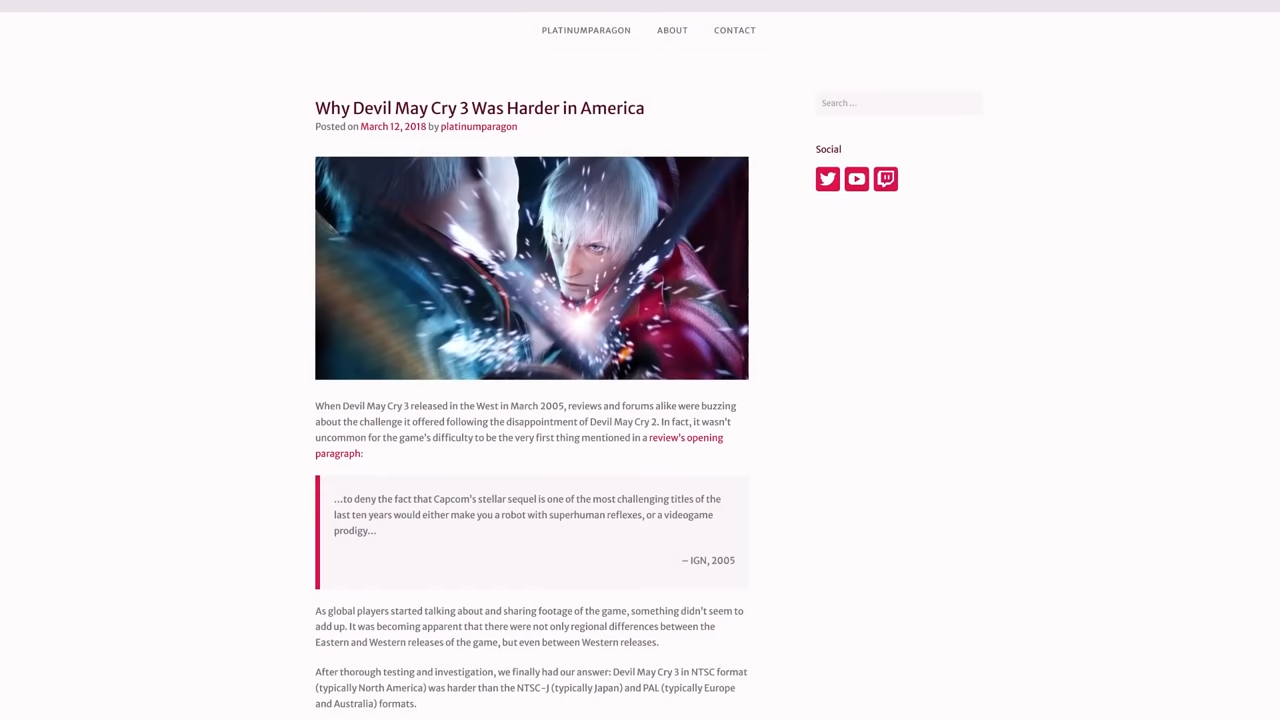 PLATINUMPARAGON ABOUT CONTACT
Why Devil May Cry 3 Was Harder in America
Posted on March 12, 2018 by platinumparagon
Search ...
Social
When Devil May Cry 3 released in the West in March 2005, reviews and forums alike were buzzing
about the challenge it offered following the disappointment of Devil May Cry 2. In fact, it wasn't
uncommon for the game's difficulty to be the very first thing mentioned in a review's opening
paragraph:
...to deny the fact that Capcom's stellar sequel is one of the most challenging titles of the
last ten years would either make you a robot with superhuman reflexes, or a videogame
prodigy...
– IGN, 2005
As global players started talking about and sharing footage of the game, something didn't seem to
add up. It was becoming apparent that there were not only regional differences between the
Eastern and Western releases of the game, but even between Western releases.
After thorough testing and investigation, we finally had our answer: Devil May Cry 3 in NTSC format
(typically North America) was harder than the NTSC-J (typically Japan) and PAL (typically Europe
and Australia) formats.